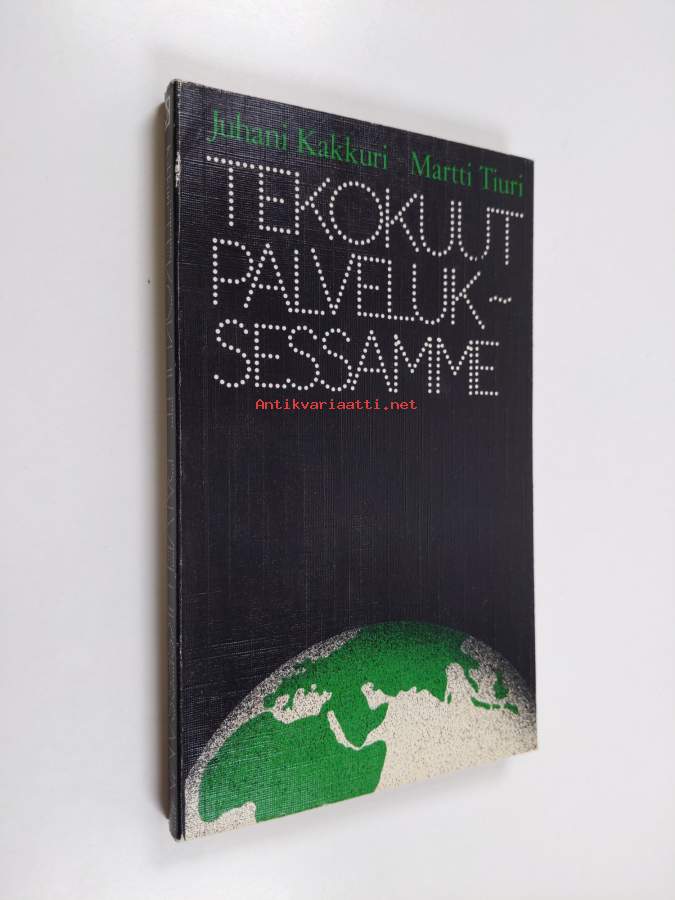 Juhani Kakkuri Martti Tiuri
TEKOKUUT
PALVELUK~
SESSAMME
Antikvariaatti.net